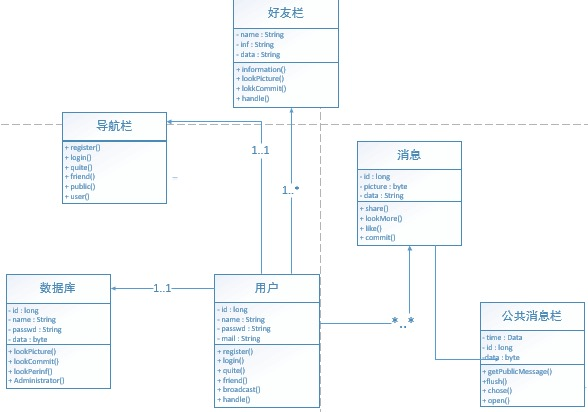 好友栏
- name : String
- inf : String
- data : String
+ information()
+ lookPicture()
+ lokkCommit()
+ handle()
导航栏
+ register()
+ login()
+ quite()
+ friend()
+ public()
+ user()
1..1
1..*
消息
- id : long
- picture : byte
- data : String
+ share()
+ lookMore()
+ like()
+ commit()
数据库
- id : long
- name : String
- passwd : String
- data : byte
+ lookPicture()
+ lookCommit()
+ lookPerinf()
+ Administrator()
1..1
用户
- id : long
- name : String
- passwd : String
- mail : String
+ register()
+ login()
+ quite()
+ friend()
+ broadcast()
+ handle()
*..*
公共消息栏
- time : Data
- id : long
-data : byte
+ getPublicMessage()
+flush()
+ chose()
+ open()